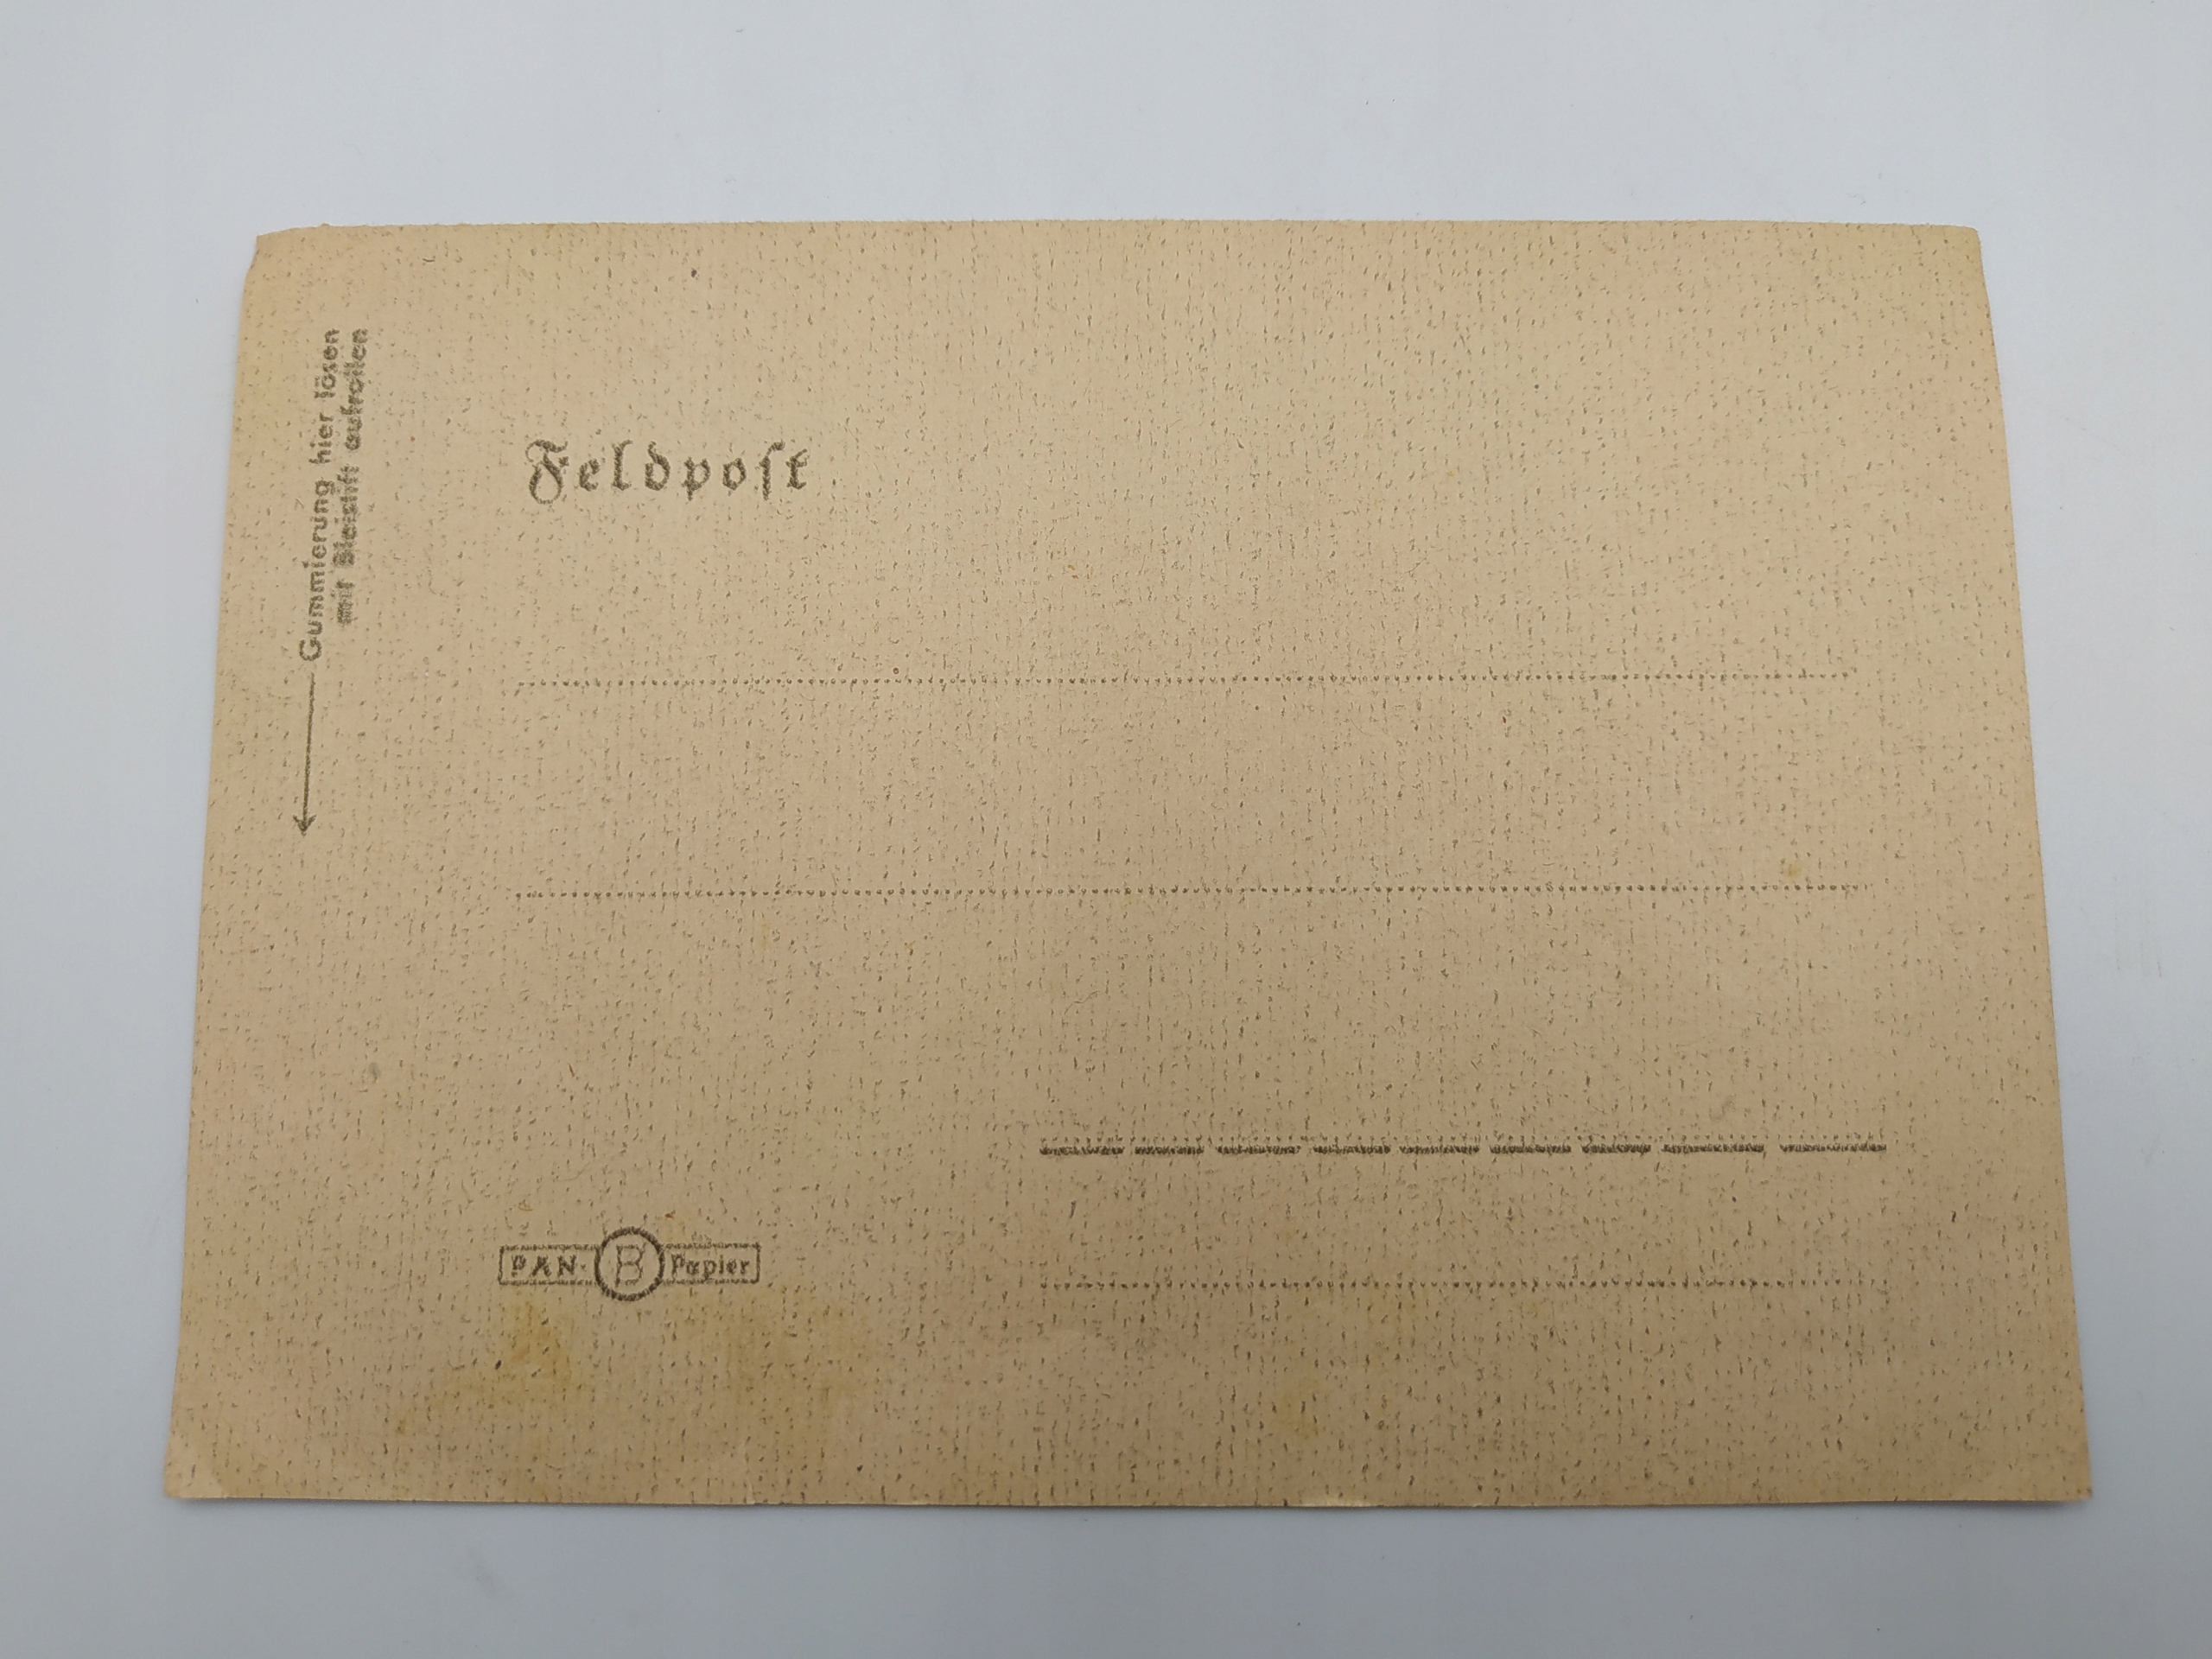 Gummierung hier lösen
mit Bleistift aufrollen
Feldpoſt
PAN- B Papier